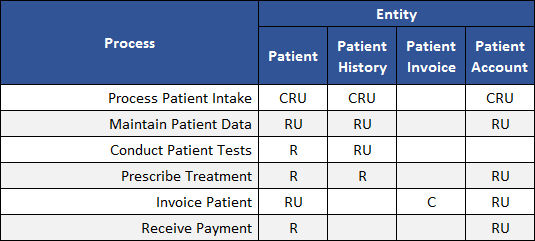 Process Entity
Patient Patient History Patient Invoice Patient Account
Process Patient Intake CRU CRU CRU
Maintain Patient Data RU RU RU
Conduct Patient Tests R RU
Prescribe Treatment R R RU
Invoice Patient RU C RU
Receive Payment R RU